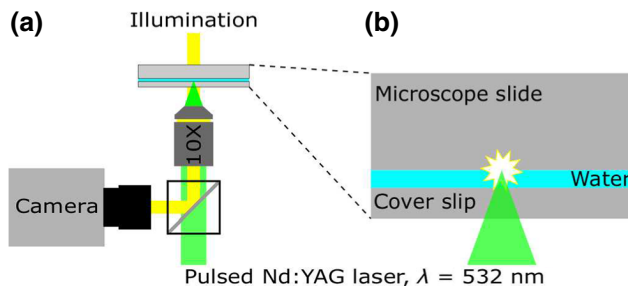 (a)
Illumination
10X
Camera
(b)
Microscope slide
Water
Cover slip
Pulsed Nd:YAG laser, λ = 532 nm